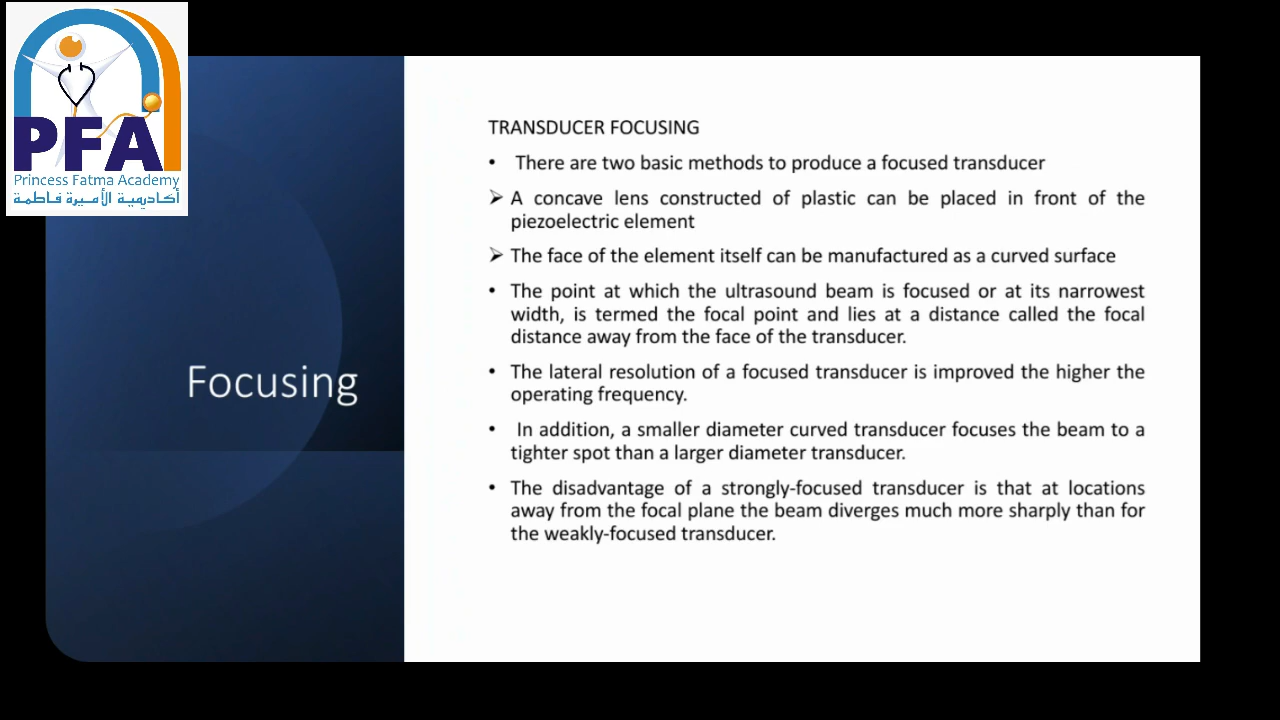 PFA
Princess Fatma Academy
أكاديمية الأميرة فاطمة
Focusing
TRANSDUCER FOCUSING
• There are two basic methods to produce a focused transducer
➢ A concave lens constructed of plastic can be placed in front of the
piezoelectric element
➢ The face of the element itself can be manufactured as a curved surface
• The point at which the ultrasound beam is focused or at its narrowest
width, is termed the focal point and lies at a distance called the focal
distance away from the face of the transducer.
• The lateral resolution of a focused transducer is improved the higher the
operating frequency.
• In addition, a smaller diameter curved transducer focuses the beam to a
tighter spot than a larger diameter transducer.
• The disadvantage of a strongly-focused transducer is that at locations
away from the focal plane the beam diverges much more sharply than for
the weakly-focused transducer.